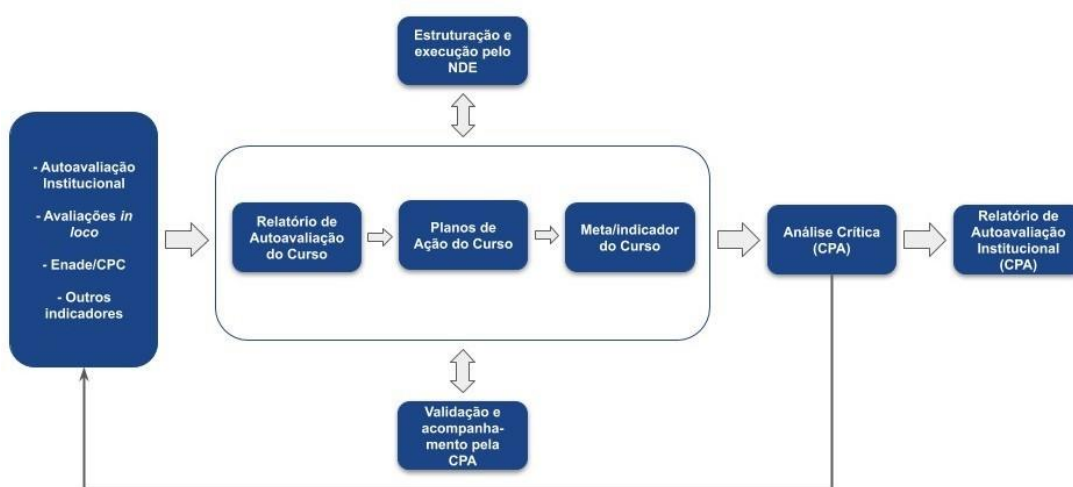 Estruturação e
execução pelo
NDE
- Autoavaliação
Institucional
- Avaliações in
loco
- Enade/CPC
- Outros
indicadores
Relatório de
Autoavaliação
do Curso
Planos de
Ação do Curso
Meta/indicador
do Curso
Análise Crítica
(CPA)
Relatório de
Autoavaliação
Institucional
(CPA)
Validação e
acompanha-
mento pela
CPA